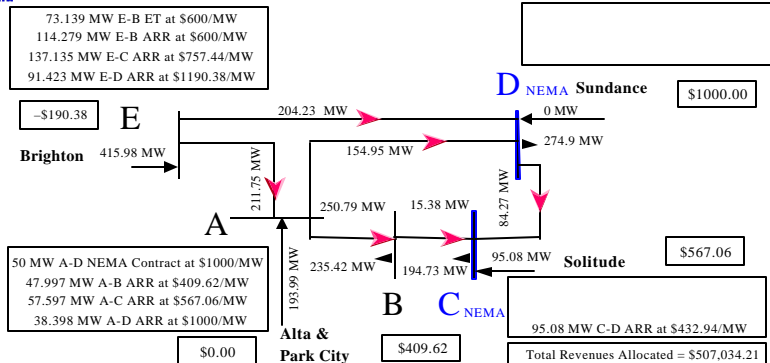 73.139 MW E-B ET at $600/MW
114.279 MW E-B ARR at $600/MW
137.135 MW E-C ARR at $757.44/MW
91.423 MW E-D ARR at $1190.38/MW
D NEMA Sundance
$1000.00
–$190.38
E
204.23 MW
0 MW
274.9 MW
Brighton
415.98 MW
154.95 MW
211.75 MW
84.27 MW
A
250.79 MW
15.38 MW
235.42 MW
194.73 MW
95.08 MW
Solitude
$567.06
193.99 MW
B
C NEMA
50 MW A-D NEMA Contract at $1000/MW
47.997 MW A-B ARR at $409.62/MW
57.597 MW A-C ARR at $567.06/MW
38.398 MW A-D ARR at $1000/MW
$0.00
Alta &
Park City
$409.62
95.08 MW C-D ARR at $432.94/MW
Total Revenues Allocated = $507,034.21